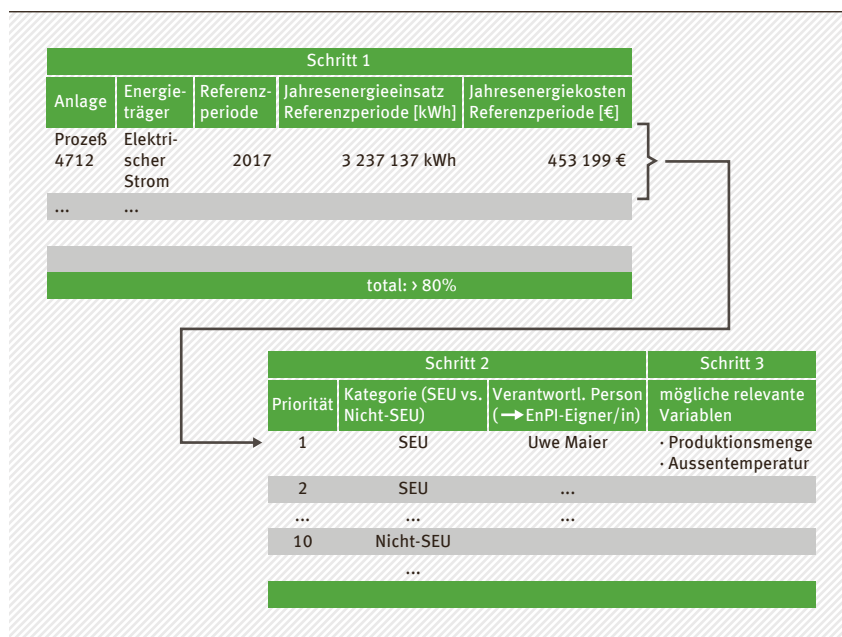 Schritt 1
Anlage
Energie-
träger
Referenz-
periode
Jahresenergieeinsatz
Referenzperiode [kWh]
Jahresenergiekosten
Referenzperiode [€]
Prozeß
4712
Elektri-
scher
Strom
2017
3 237 137 kWh
453 199 €
...
...
total: > 80%
Schritt 2
Schritt 3
Priorität
Kategorie (SEU vs.
Nicht-SEU)
Verantwortl. Person
(→EnPI-Eigner/in)
mögliche relevante
Variablen
1
SEU
Uwe Maier
· Produktionsmenge
· Aussentemperatur
2
SEU
...
...
...
...
10
Nicht-SEU
...